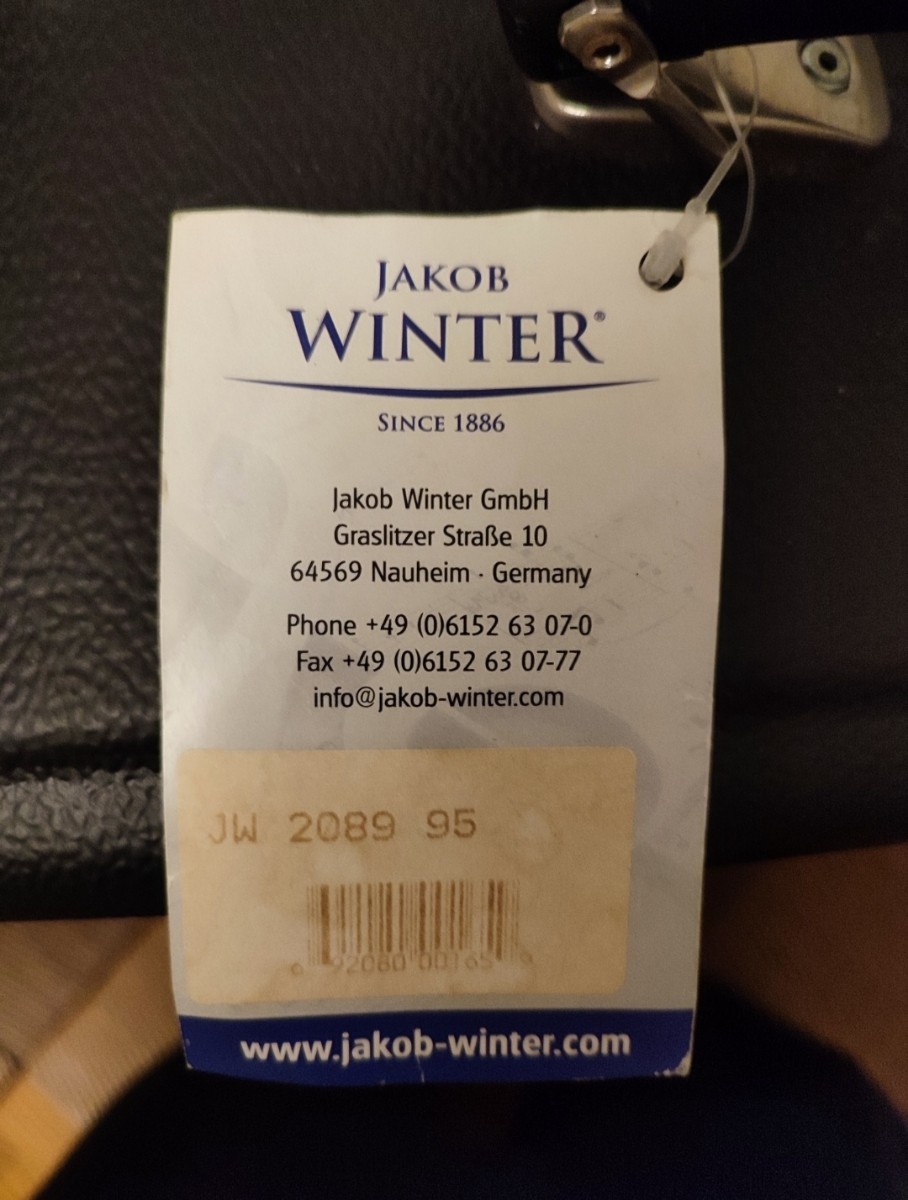 JAKOB
WINTER®
SINCE 1886
Jakob Winter GmbH
Graslitzer Straße 10
64569 Nauheim · Germany
Phone +49 (0)6152 63 07-0
Fax +49 (0)6152 63 07-77
info@jakob-winter.com
JW 2089 95
www.jakob-winter.com